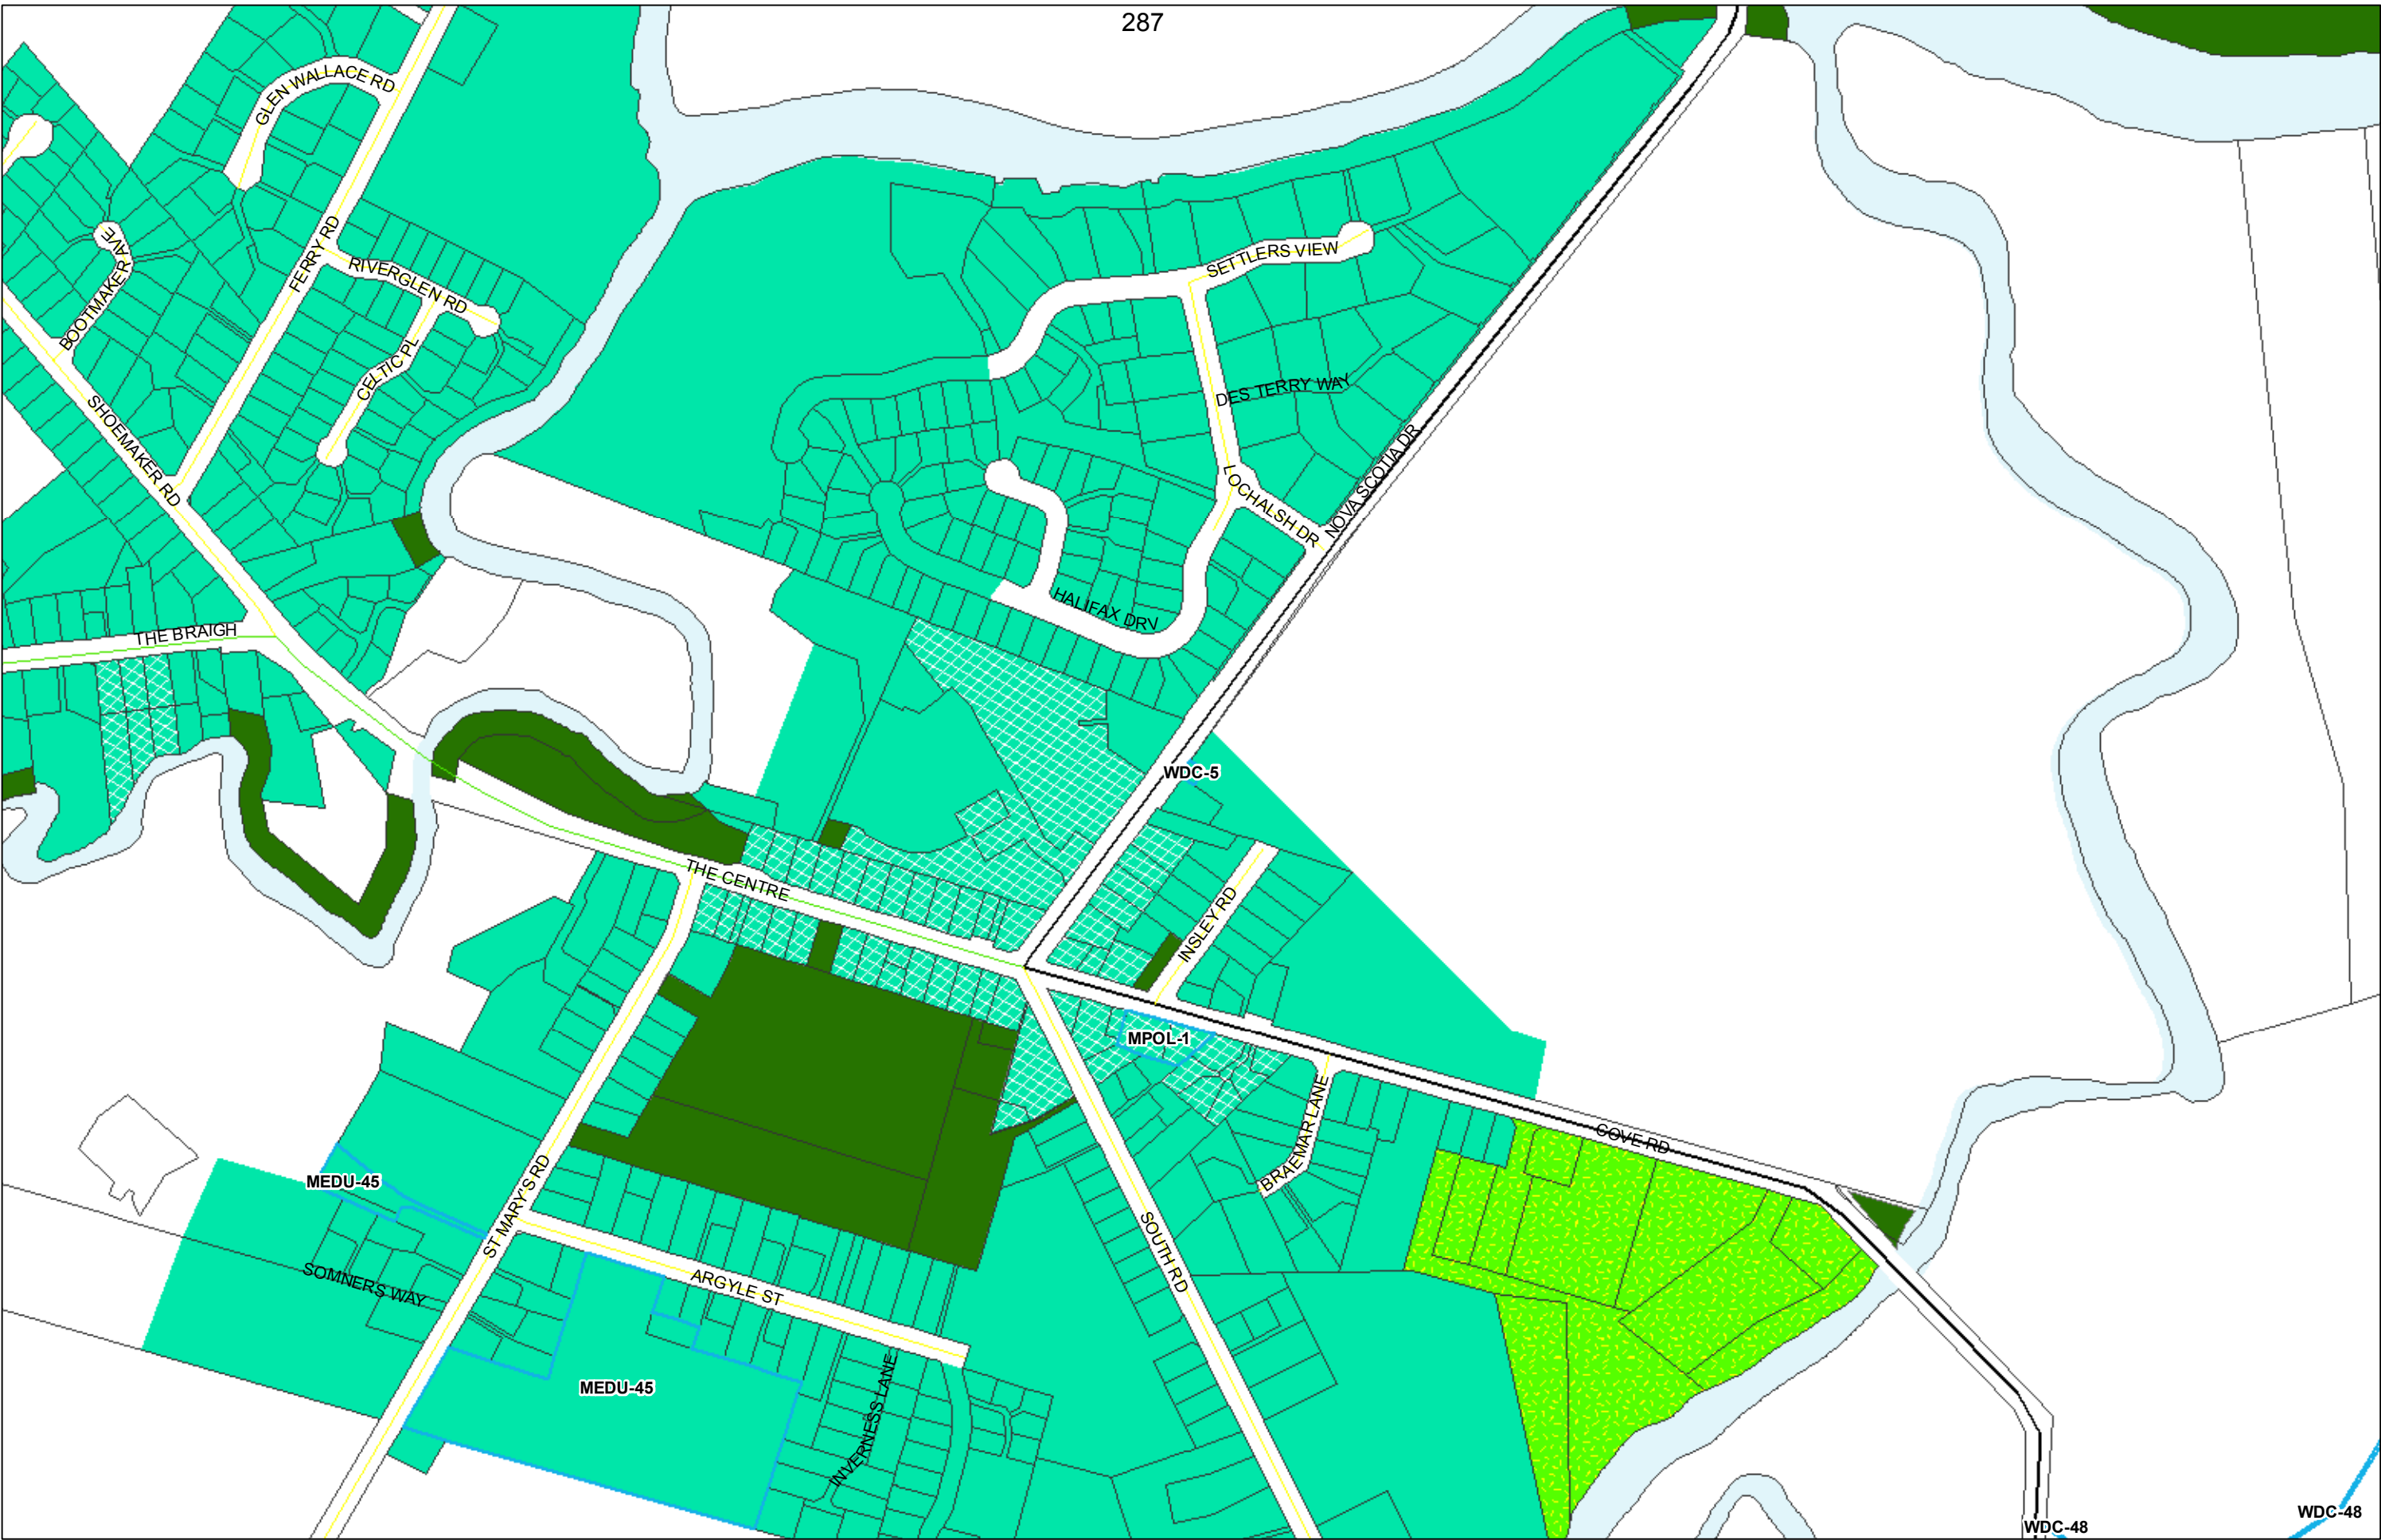 287
GLEN WALLACE RD
FERRY RD
BOOTMAKER AVE
RIVERGLEN RD
SETTLERS VIEW
CELTIC PL
DES TERRY WAY
SHOEMAKER RD
NOVA SCOTIA DR
LOCHALSH DR
HALIFAX DRV
THE BRAIGH
WDC-5
THE CENTRE
INSLEY RD
MPOL-1
BRAEMAR LANE
COVE RD
MEDU-45
ST MARY'S RD
SOUTH RD
SOMNERS WAY
ARGYLE ST
MEDU-45
INVERNESS LANE
WDC-48
WDC-48